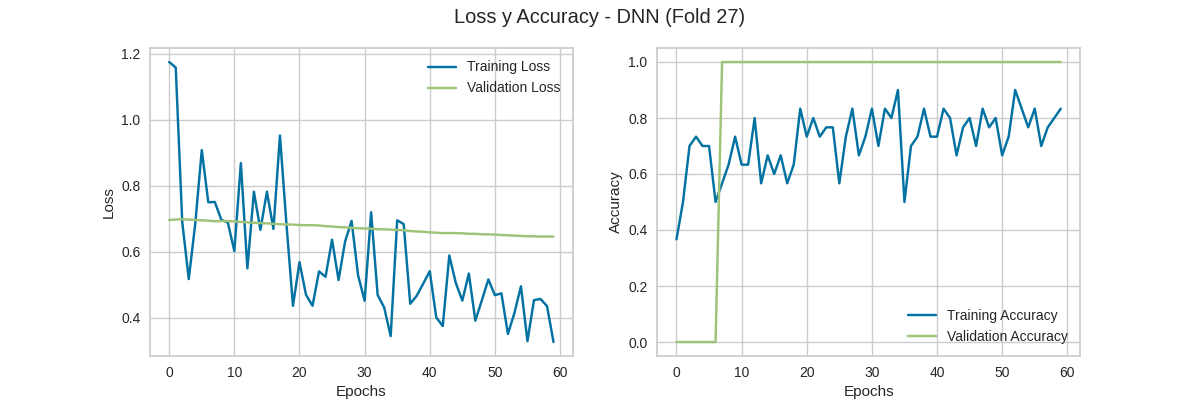 Loss y Accuracy - DNN (Fold 27)
1.2
1.0
0.8
0.6
0.4
Loss
0
10
20
30
40
50
60
Epochs
Training Loss
Validation Loss
1.0
0.8
0.6
0.4
0.2
0.0
Accuracy
0
10
20
30
40
50
60
Epochs
Training Accuracy
Validation Accuracy